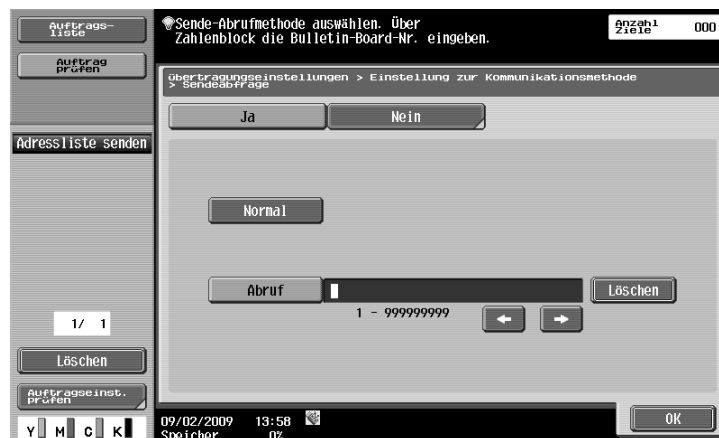 Auftrags-
liste
Auftrag
prüfen
Sende-Abrufmethode auswählen. Über
Zahlenblock die Bulletin-Board-Nr. eingeben.
Anzahl
Ziele
000
Übertragungseinstellungen > Einstellung zur Kommunikationsmethode
> Sendeabfrage
Ja
Nein
Adressliste senden
Normal
Abruf
Löschen
1 - 999999999
1/ 1
Löschen
Auftragseinst.
prüfen
Y M C K
09/02/2009 13:58
Speicher 0%
OK